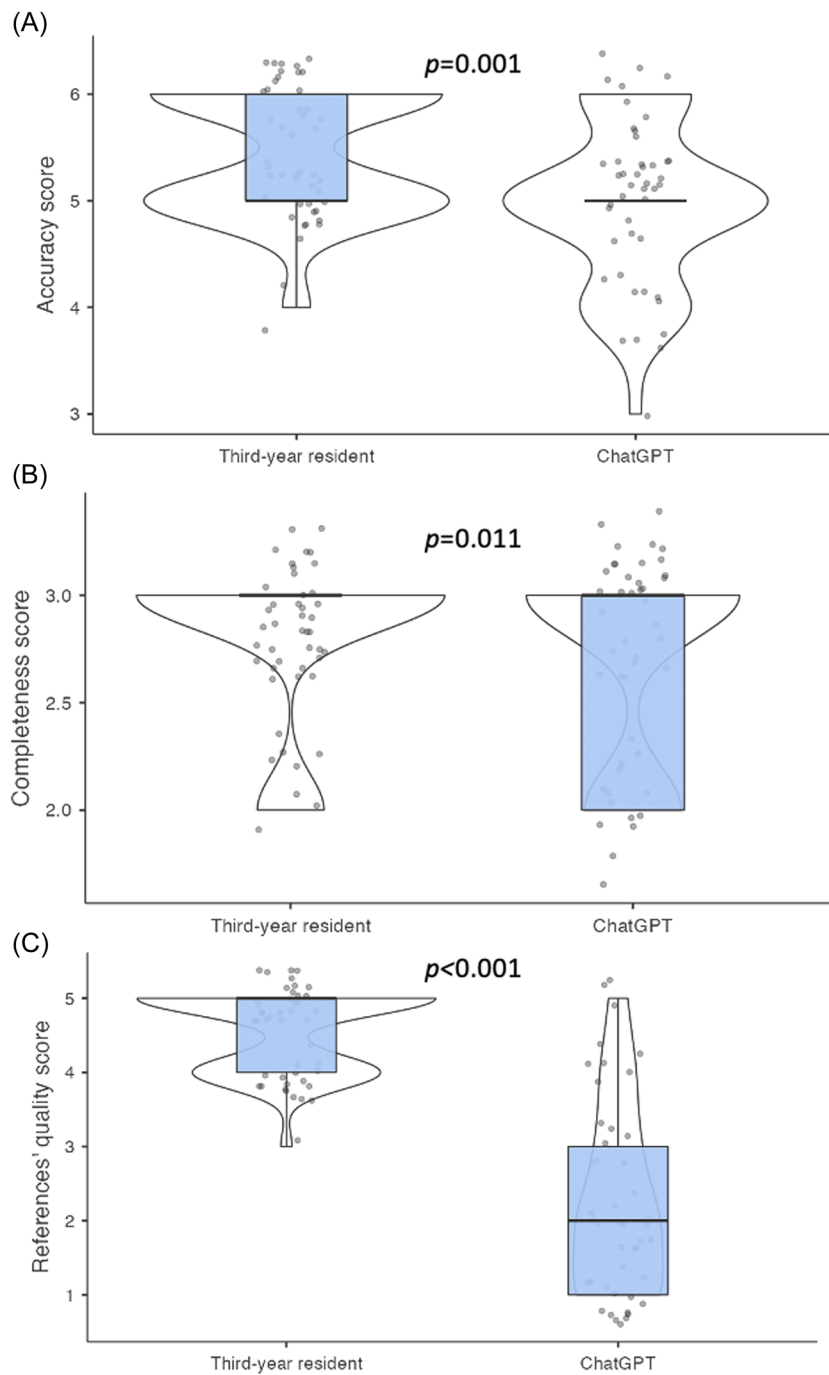 (A)
p=0.001
6
5
4
3
Accuracy score
Third-year resident
ChatGPT
(B)
p=0.011
3.0
2.5
2.0
Completeness score
Third-year resident
ChatGPT
(C)
p<0.001
5
4
3
2
1
References' quality score
Third-year resident
ChatGPT